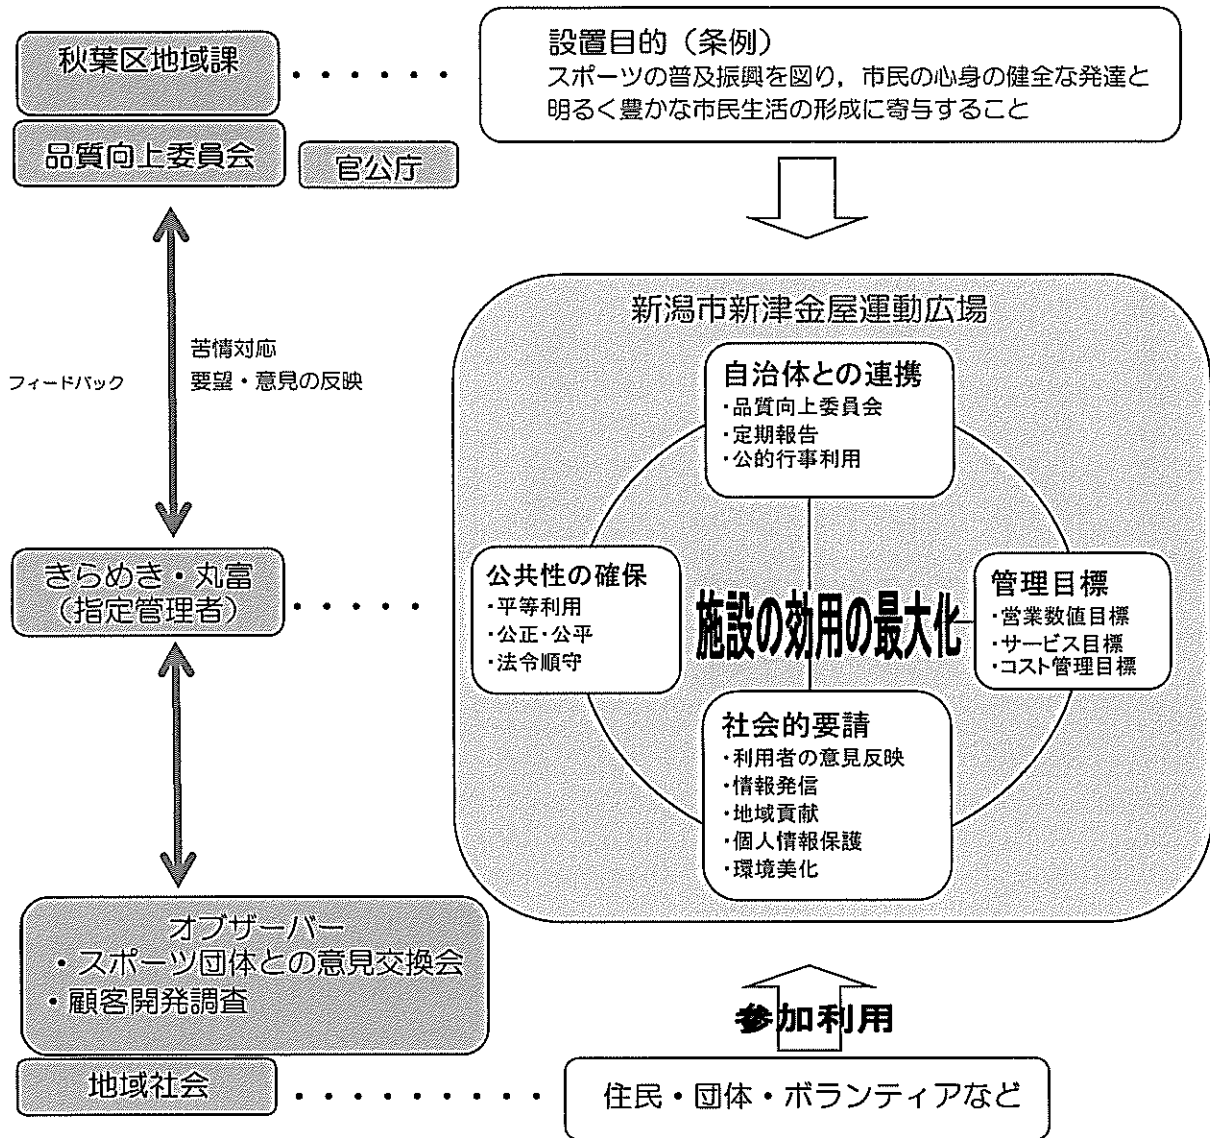 秋葉区地域課
・・・・・・
設置目的（条例）
スポーツの普及振興を図り，市民の心身の健全な発達と
明るく豊かな市民生活の形成に寄与すること
品質向上委員会
官公庁
新潟市新津金屋運動広場
自治体との連携
・品質向上委員会
・定期報告
・公的行事利用
苦情対応
フィードバック
要望・意見の反映
きらめき・丸富
（指定管理者）
・・・・・・
公共性の確保
・平等利用
・公正・公平
・法令順守
施設の効用の最大化
管理目標
・営業数値目標
・サービス目標
・コスト管理目標
社会的要請
・利用者の意見反映
・情報発信
・地域貢献
・個人情報保護
・環境美化
オブザーバー
・スポーツ団体との意見交換会
・顧客開発調査
参加利用
地域社会
・・・・・・・・・
住民・団体・ボランティアなど